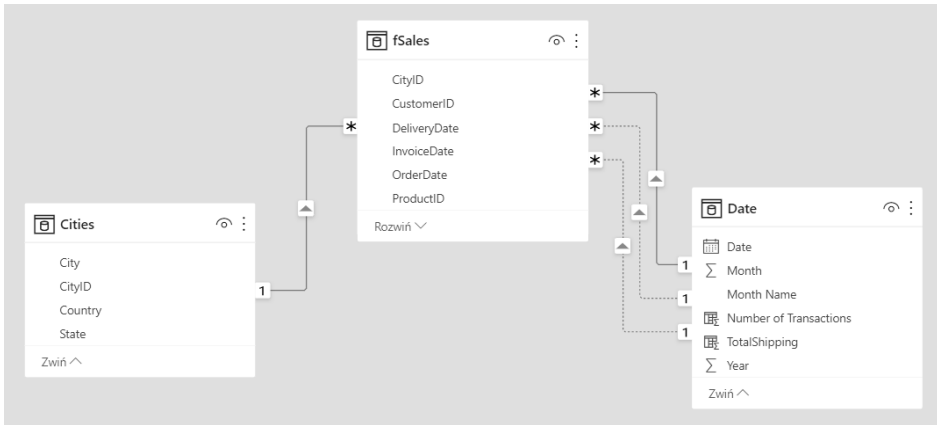 fSales
CityID
CustomerID
DeliveryDate
InvoiceDate
OrderDate
ProductID
Rozwiń
Cities
City
CityID
Country
State
Zwiń
Date
Date
Month
Month Name
Number of Transactions
TotalShipping
Year
Zwiń
*
*
*
*
1
1
1
1